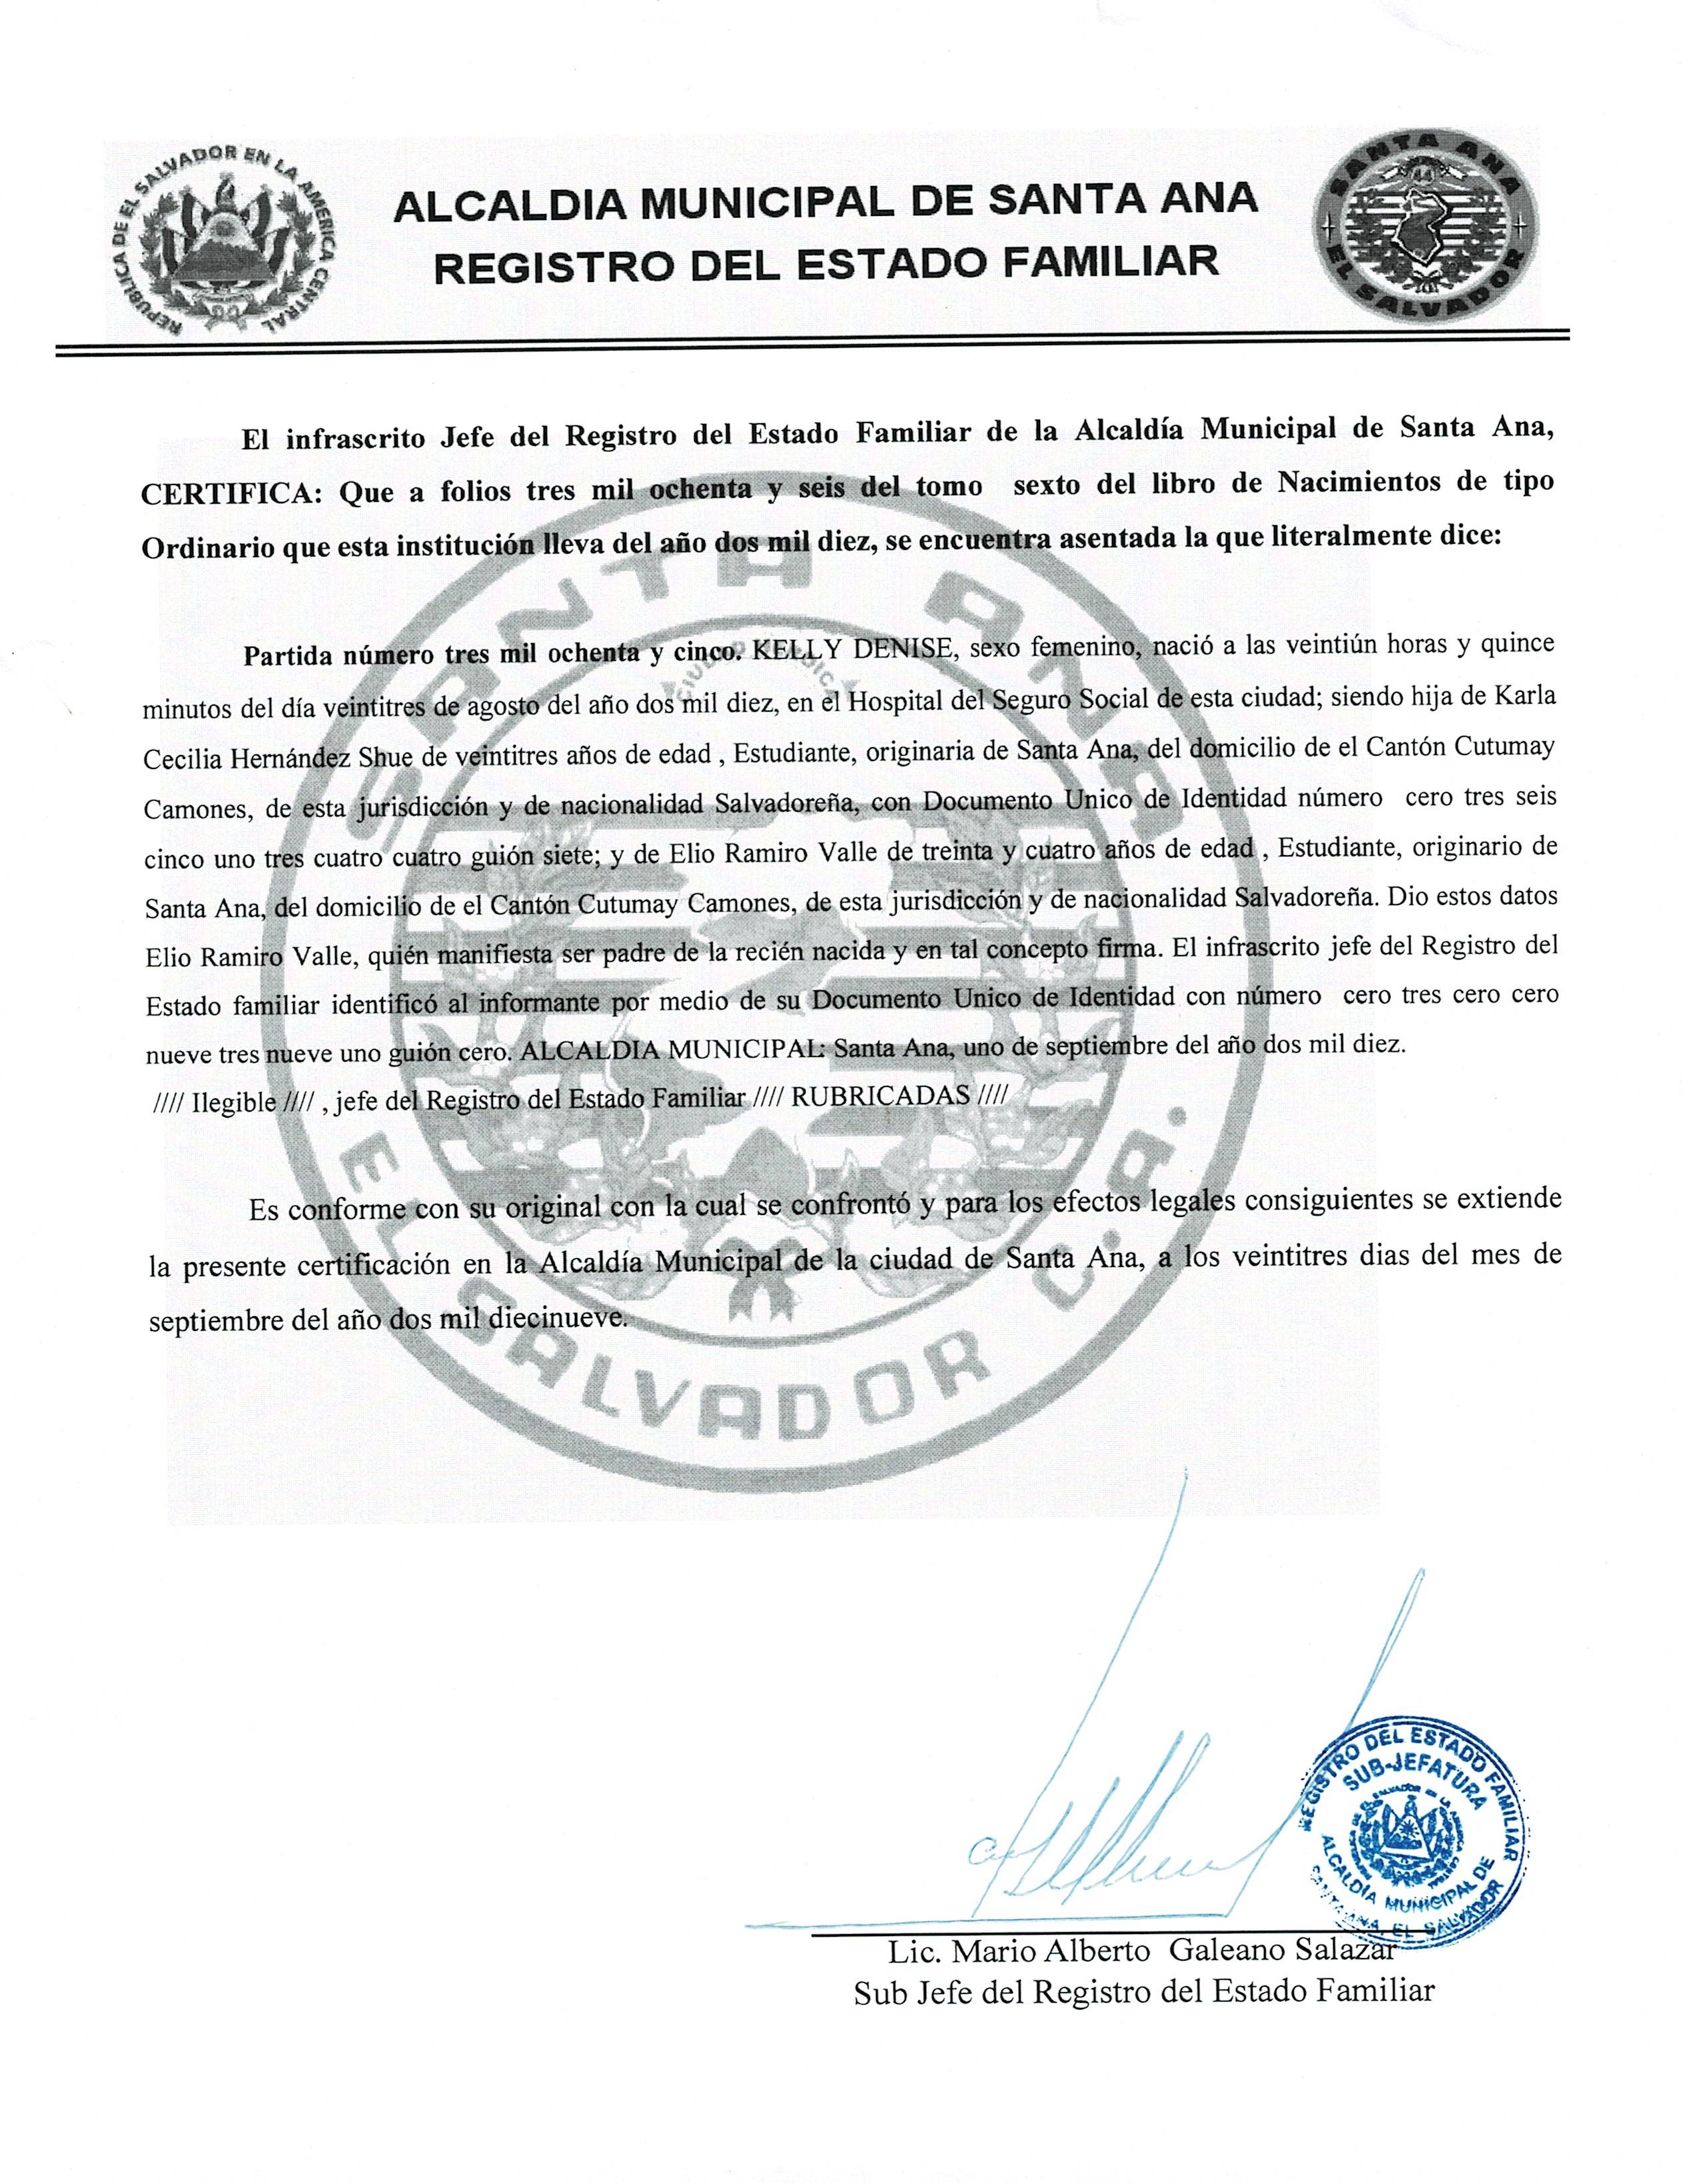 REPUBLICA DE EL SALVADOR EN LA AMERICA CENTRAL
ALCALDIA MUNICIPAL DE SANTA ANA
REGISTRO DEL ESTADO FAMILIAR
SANTA ANA
44
EL SALVADOR
El infrascrito Jefe del Registro del Estado Familiar de la Alcaldía Municipal de Santa Ana,
CERTIFICA: Que a folios tres mil ochenta y seis del tomo sexto del libro de Nacimientos de tipo
Ordinario que esta institución lleva del año dos mil diez, se encuentra asentada la que literalmente dice:
Partida número tres mil ochenta y cinco. KELLY DENISE, sexo femenino, nació a las veintiún horas y quince
minutos del día veintitres de agosto del año dos mil diez, en el Hospital del Seguro Social de esta ciudad; siendo hija de Karla
Cecilia Hernández Shue de veintitres años de edad , Estudiante, originaria de Santa Ana, del domicilio de el Cantón Cutumay
Camones, de esta jurisdicción y de nacionalidad Salvadoreña, con Documento Unico de Identidad número cero tres seis
cinco uno tres cuatro cuatro guión siete; y de Elio Ramiro Valle de treinta y cuatro años de edad , Estudiante, originario de
Santa Ana, del domicilio de el Cantón Cutumay Camones, de esta jurisdicción y de nacionalidad Salvadoreña. Dio estos datos
Elio Ramiro Valle, quién manifiesta ser padre de la recién nacida y en tal concepto firma. El infrascrito jefe del Registro del
Estado familiar identificó al informante por medio de su Documento Unico de Identidad con número cero tres cero cero
nueve tres nueve uno guión cero. ALCALDIA MUNICIPAL: Santa Ana, uno de septiembre del año dos mil diez.
//// Ilegible //// , jefe del Registro del Estado Familiar //// RUBRICADAS ////
Es conforme con su original con la cual se confrontó y para los efectos legales consiguientes se extiende
la presente certificación en la Alcaldía Municipal de la ciudad de Santa Ana, a los veintitres dias del mes de
septiembre del año dos mil diecinueve.
SANTA ANA
EL SALVADOR C.A.
REGISTRO DEL ESTADO FAMILIAR
SUB-JEFATURA
ALCALDÍA MUNICIPAL DE
SANTA ANA, EL SALVADOR
Lic. Mario Alberto Galeano Salazar
Sub Jefe del Registro del Estado Familiar